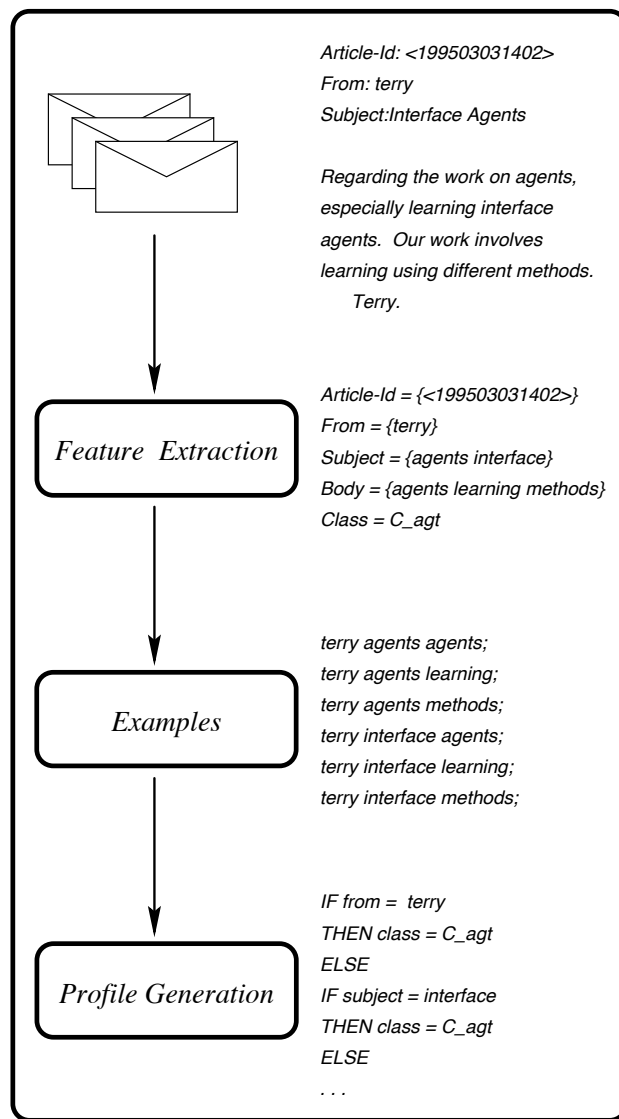 Article-Id: <199503031402>
From: terry
Subject:Interface Agents
Regarding the work on agents,
especially learning interface
agents.  Our work involves
learning using different methods.
Terry.
Feature Extraction
Article-Id = {<199503031402>}
From = {terry}
Subject = {agents interface}
Body = {agents learning methods}
Class = C_agt
Examples
terry agents agents;
terry agents learning;
terry agents methods;
terry interface agents;
terry interface learning;
terry interface methods;
Profile Generation
IF from =  terry
THEN class = C_agt
ELSE
IF subject = interface
THEN class = C_agt
ELSE
. . .